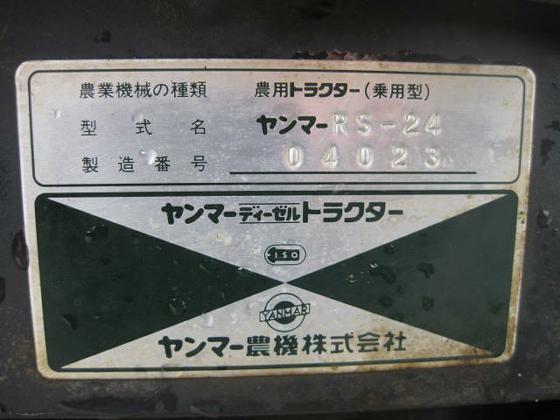 農業機械の種類 農用トラクター(乗用型)
型式名 ヤンマーRS-24
製造番号 04023
ヤンマーディーゼルトラクター
ISO
YANMAR
ヤンマー農機株式会社